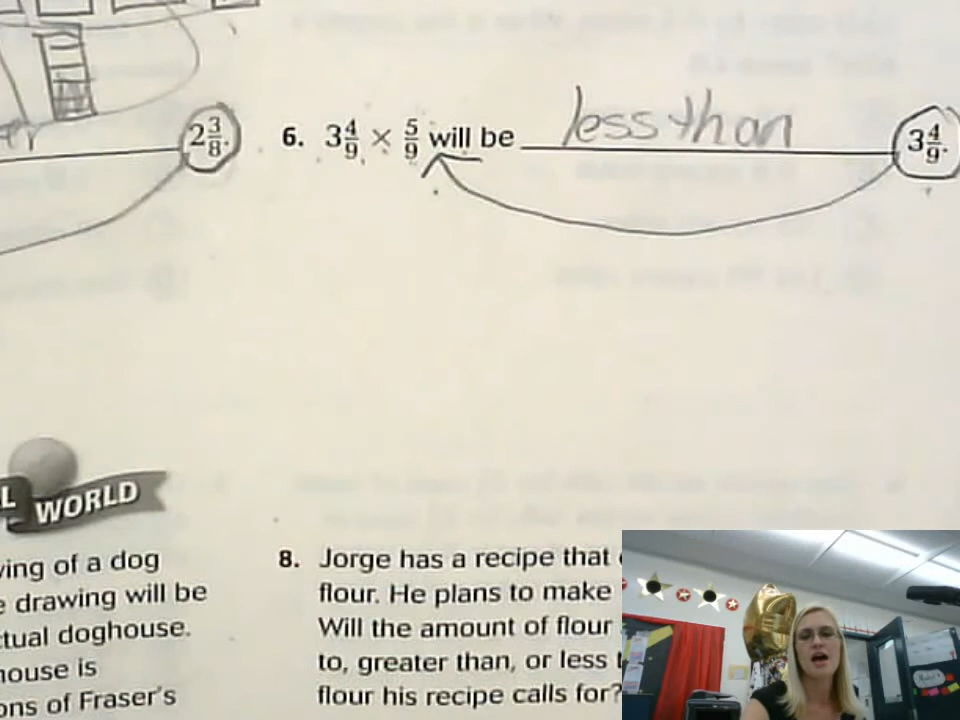 2 3/8.
6. 3 4/9 × 5/9 will be less than 3 4/9.
WORLD
ving of a dog
drawing will be
ctual doghouse.
house is
ons of Fraser's
8. Jorge has a recipe that
flour. He plans to make
Will the amount of flour
to, greater than, or less
flour his recipe calls for?